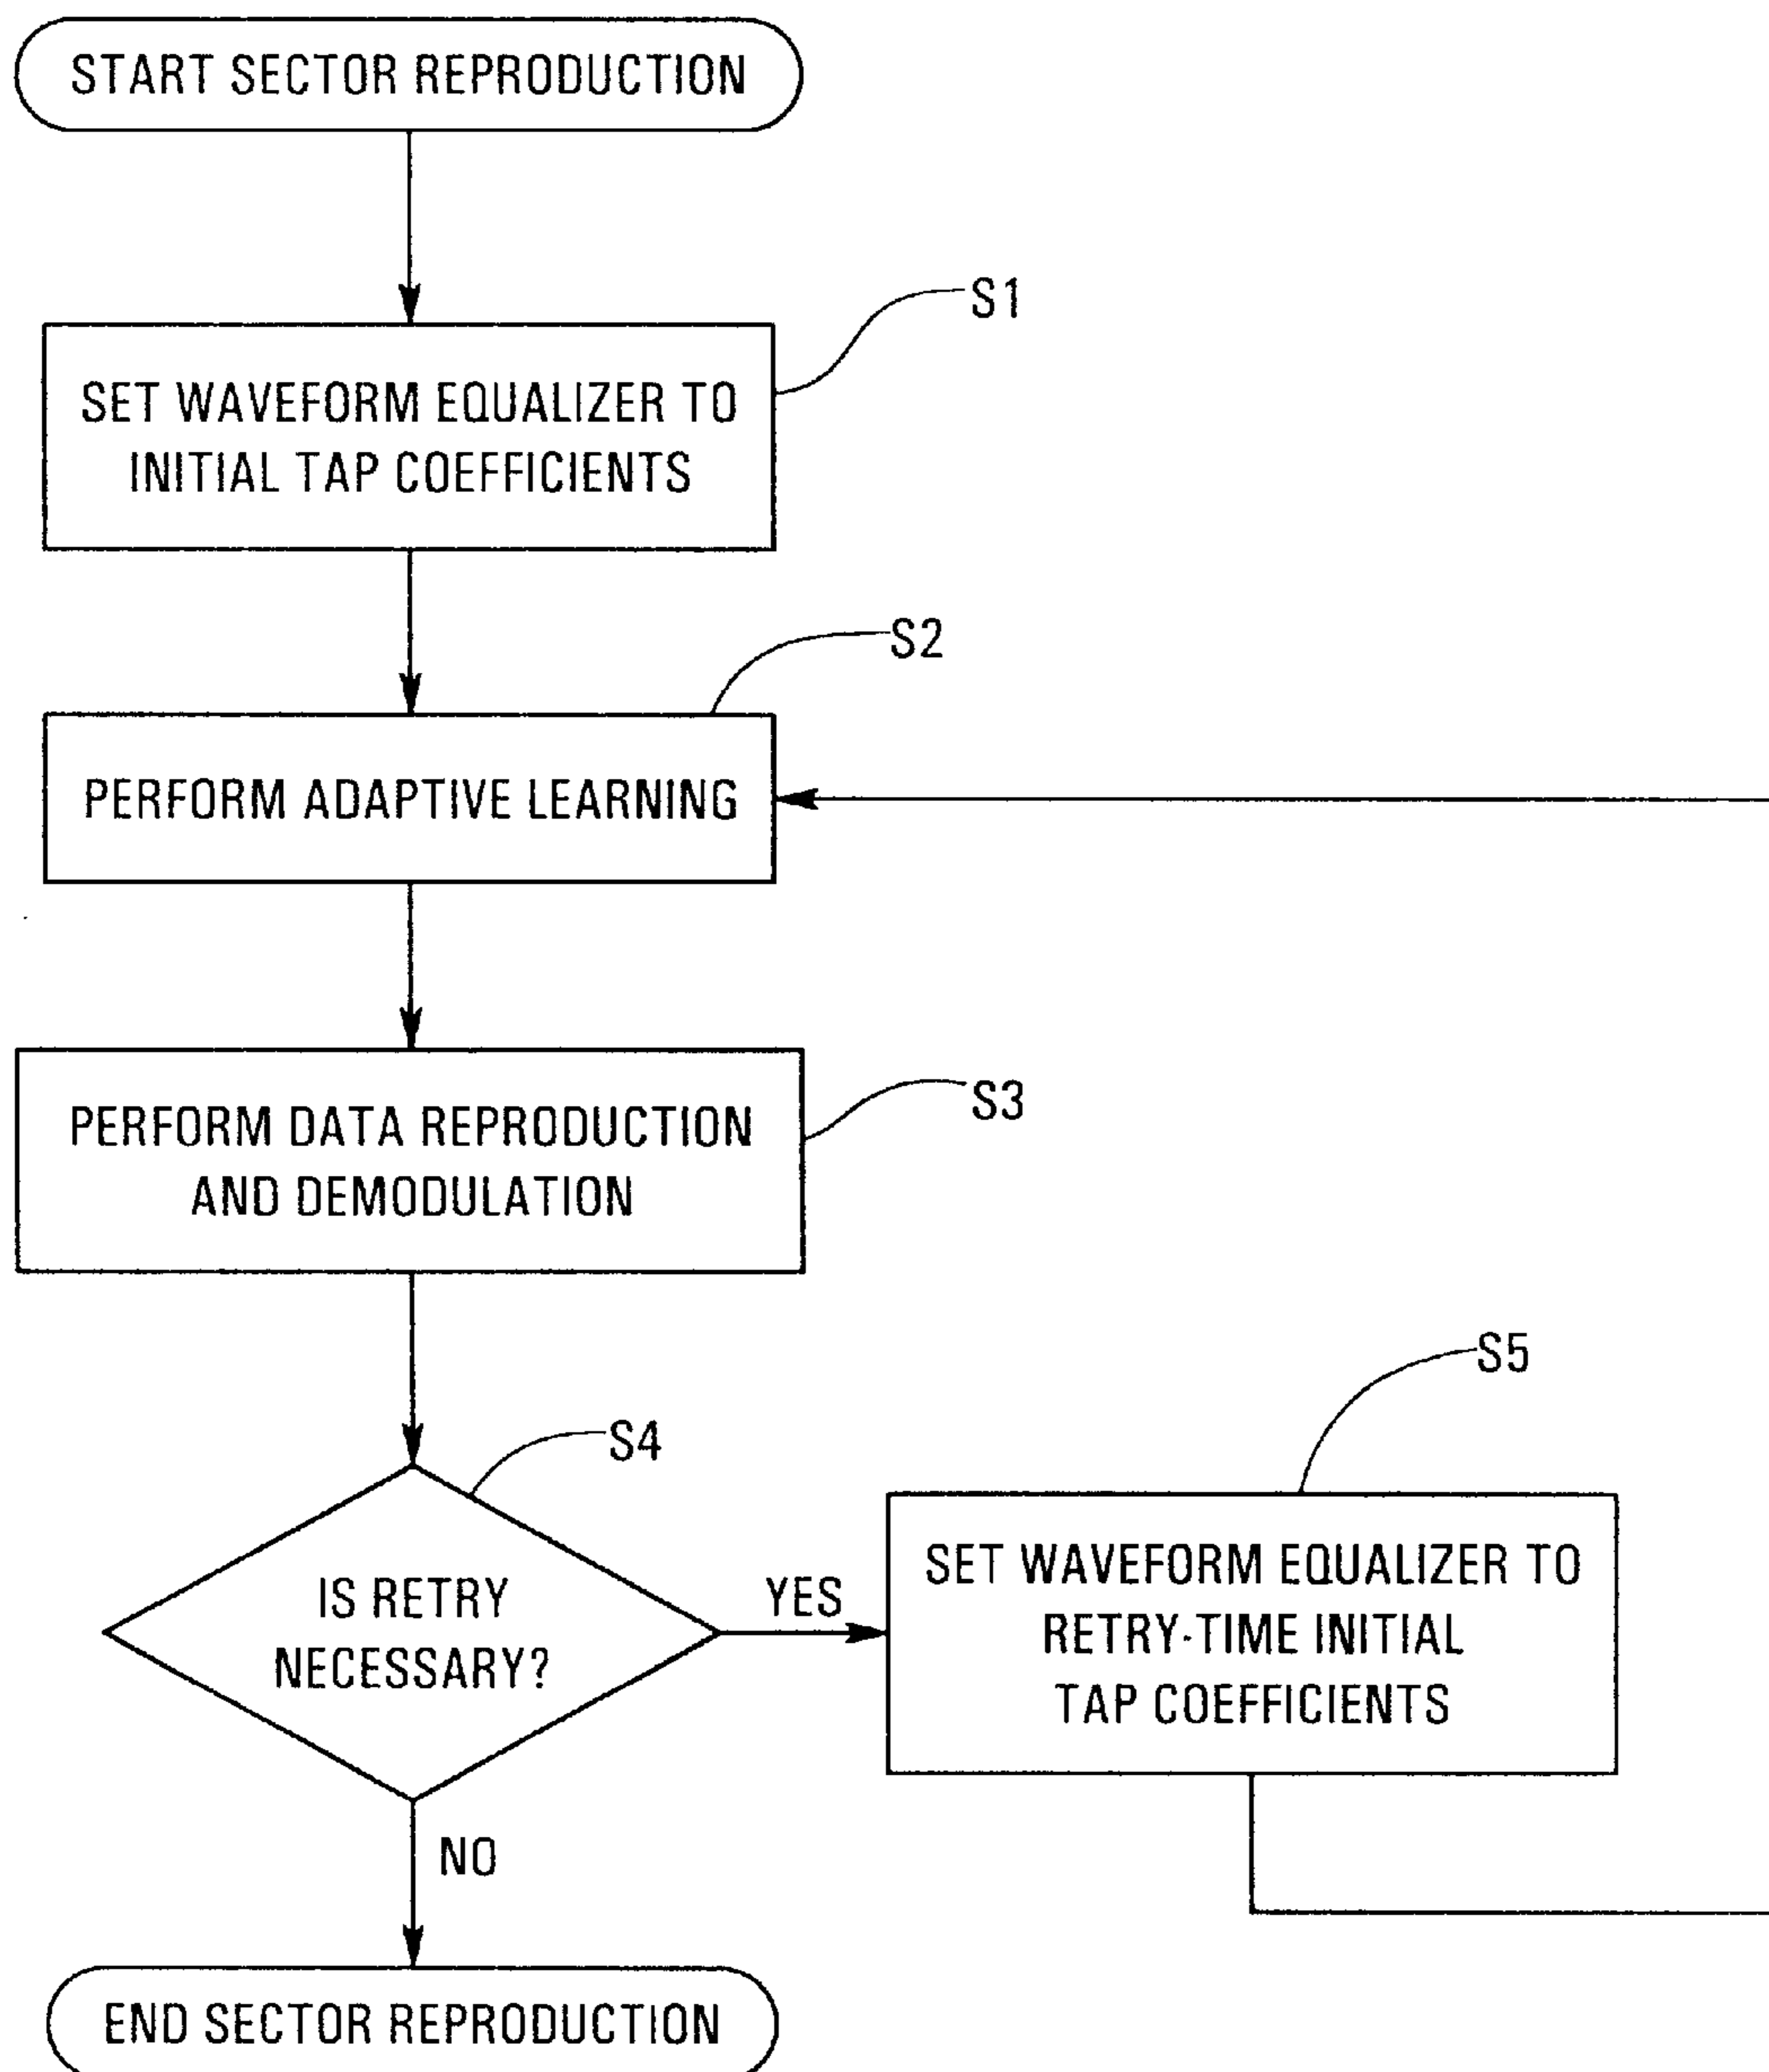 START SECTOR REPRODUCTION
S1
SET WAVEFORM EQUALIZER TO
INITIAL TAP COEFFICIENTS
S2
PERFORM ADAPTIVE LEARNING
S3
PERFORM DATA REPRODUCTION
AND DEMODULATION
S4
IS RETRY
NECESSARY?
YES
S5
SET WAVEFORM EQUALIZER TO
RETRY-TIME INITIAL
TAP COEFFICIENTS
NO
END SECTOR REPRODUCTION